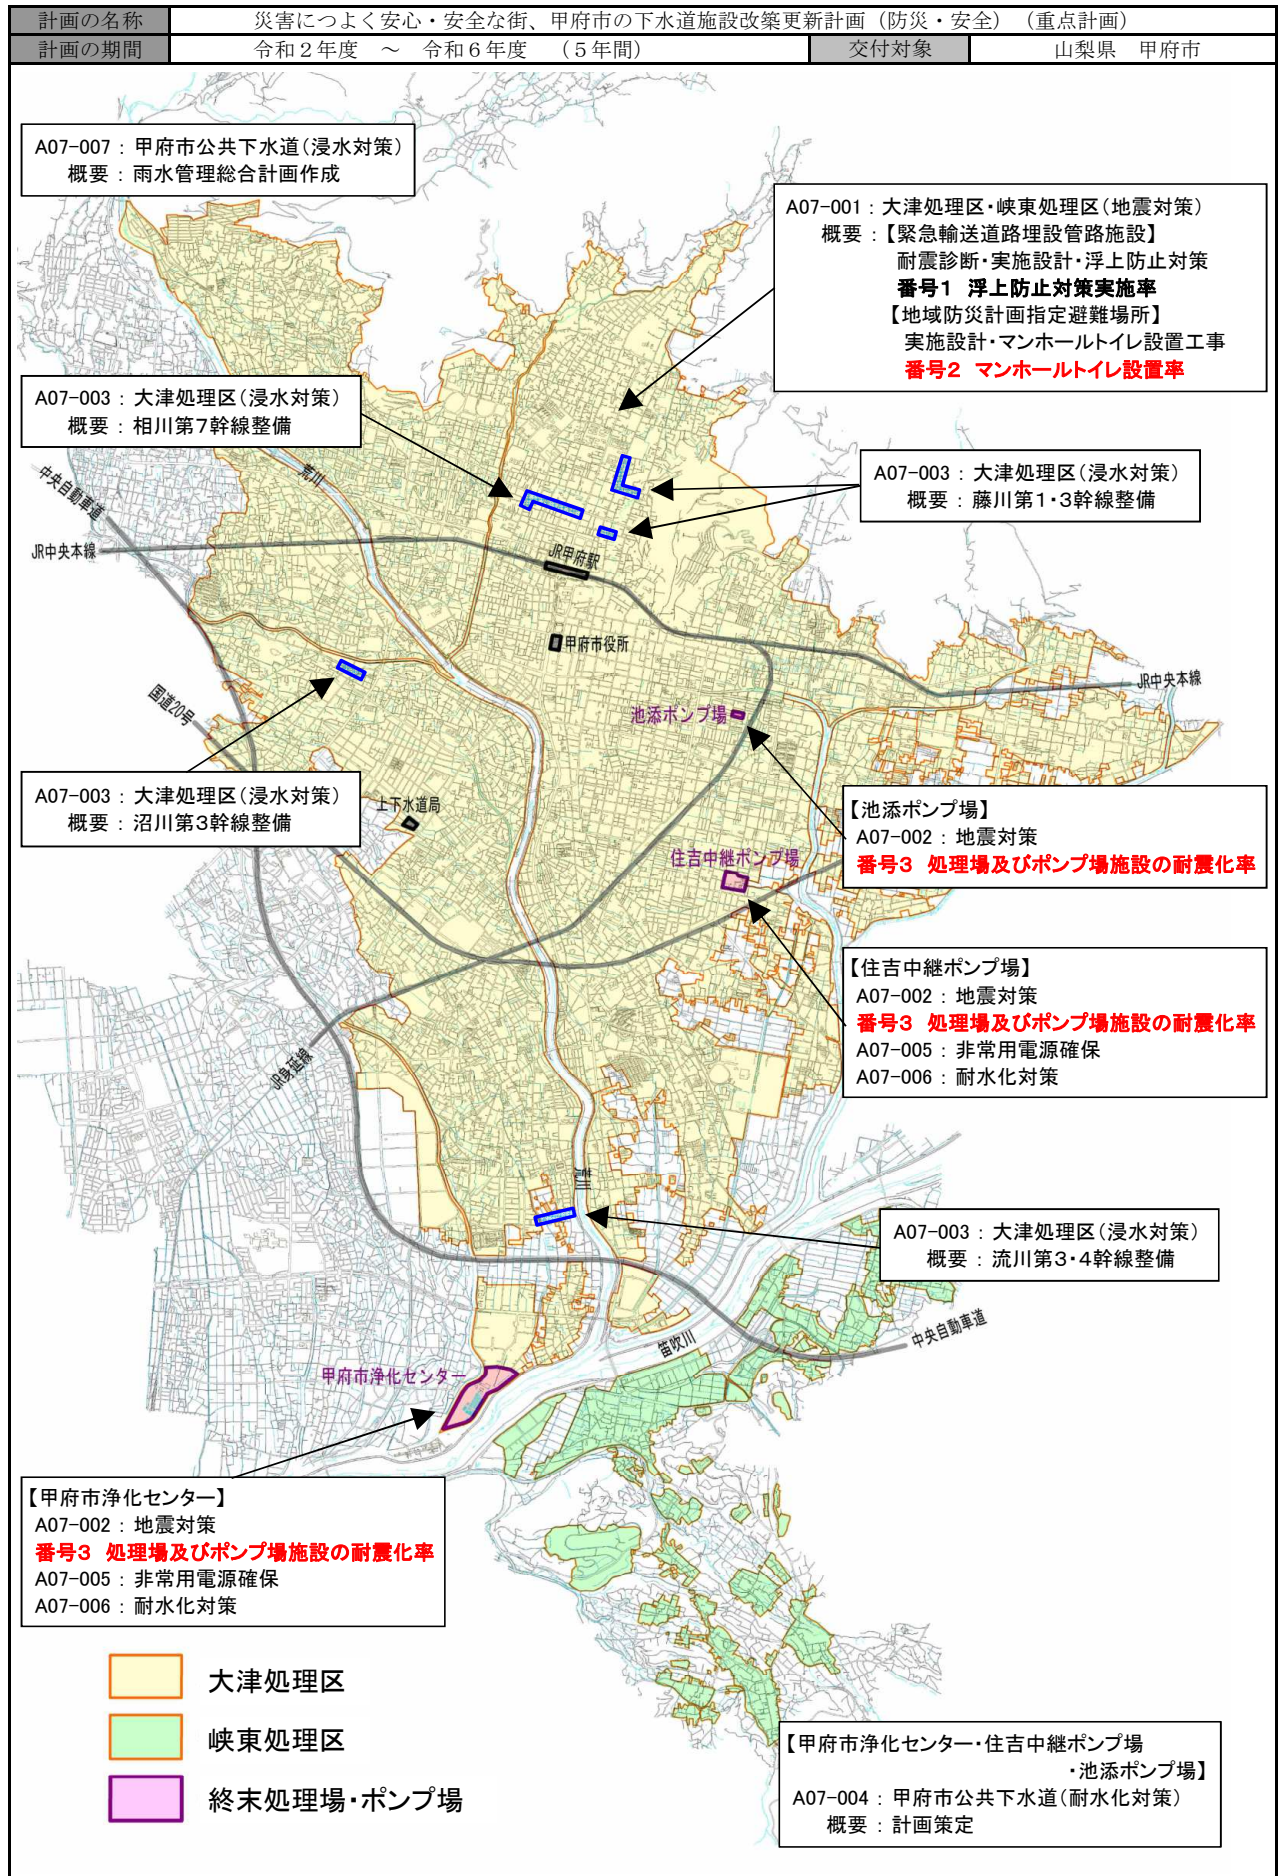 計画の名称 災害につよく安心・安全な街、甲府市の下水道施設改築更新計画（防災・安全）（重点計画）
計画の期間 令和２年度 ～ 令和６年度 （５年間） 交付対象 山梨県 甲府市
A07-007：甲府市公共下水道(浸水対策)
概要：雨水管理総合計画作成
A07-001：大津処理区・峡東処理区(地震対策)
概要：【緊急輸送道路埋設管路施設】
耐震診断・実施設計・浮上防止対策
番号1 浮上防止対策実施率
【地域防災計画指定避難場所】
実施設計・マンホールトイレ設置工事
番号2 マンホールトイレ設置率
A07-003：大津処理区(浸水対策)
概要：相川第7幹線整備
A07-003：大津処理区(浸水対策)
概要：藤川第1・3幹線整備
荒川
中央自動車道
JR中央本線
JR甲府駅
甲府市役所
JR中央本線
国道20号
池添ポンプ場
A07-003：大津処理区(浸水対策)
概要：沼川第3幹線整備
上下水道局
【池添ポンプ場】
A07-002：地震対策
番号3 処理場及びポンプ場施設の耐震化率
住吉中継ポンプ場
【住吉中継ポンプ場】
A07-002：地震対策
番号3 処理場及びポンプ場施設の耐震化率
A07-005：非常用電源確保
A07-006：耐水化対策
JR身延線
荒川
A07-003：大津処理区(浸水対策)
概要：流川第3・4幹線整備
笛吹川
中央自動車道
甲府市浄化センター
【甲府市浄化センター】
A07-002：地震対策
番号3 処理場及びポンプ場施設の耐震化率
A07-005：非常用電源確保
A07-006：耐水化対策
大津処理区
峡東処理区
終末処理場・ポンプ場
【甲府市浄化センター・住吉中継ポンプ場
・池添ポンプ場】
A07-004：甲府市公共下水道(耐水化対策)
概要：計画策定